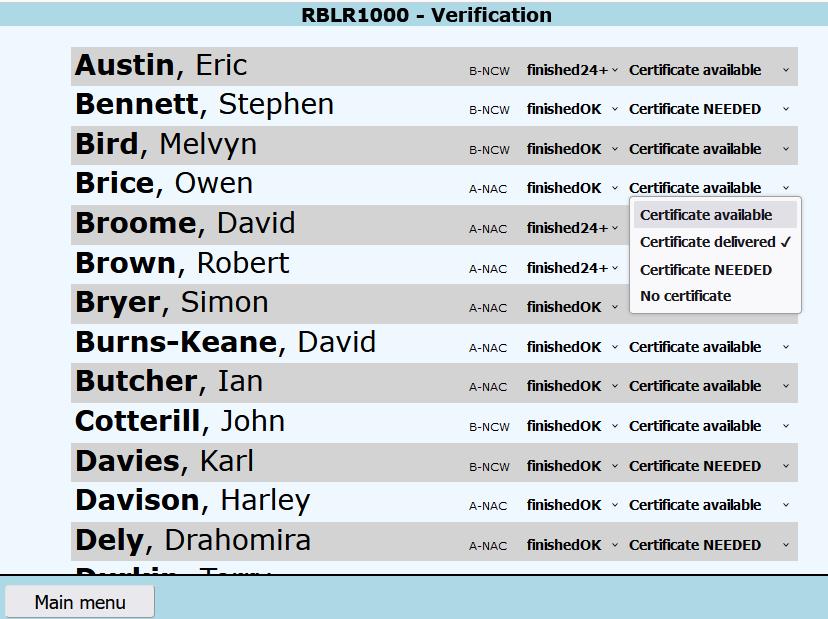 RBLR1000 - Verification
Austin, Eric B-NCW finished24+ Certificate available
Bennett, Stephen B-NCW finishedOK Certificate NEEDED
Bird, Melvyn B-NCW finishedOK Certificate available
Brice, Owen A-NAC finishedOK Certificate available
Broome, David A-NAC finished24+
Brown, Robert A-NAC finished24+
Bryer, Simon A-NAC finishedOK
Certificate available
Certificate delivered ✓
Certificate NEEDED
No certificate
Burns-Keane, David A-NAC finishedOK Certificate available
Butcher, Ian A-NAC finishedOK Certificate available
Cotterill, John B-NCW finishedOK Certificate available
Davies, Karl B-NCW finishedOK Certificate NEEDED
Davison, Harley A-NAC finishedOK Certificate available
Dely, Drahomira A-NAC finishedOK Certificate NEEDED
Main menu